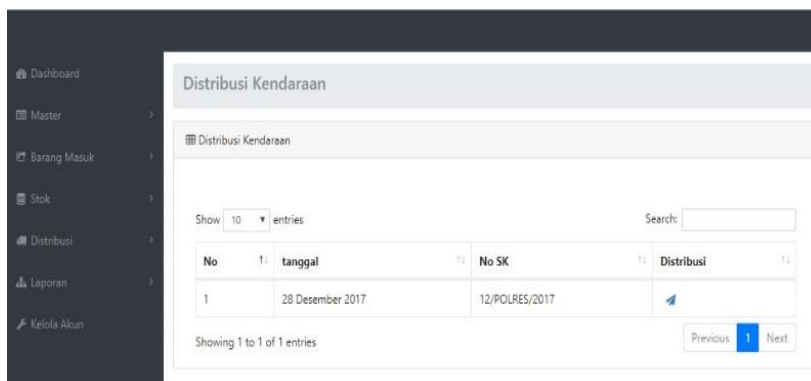 Dashboard
Master
Barang Masuk
Stok
Distribusi
Laporan
Kelola Akun
Distribusi Kendaraan
Distribusi Kendaraan
Show 10 entries
Search:
No tanggal No SK Distribusi
1 28 Desember 2017 12/POLRES/2017
Showing 1 to 1 of 1 entries
Previous 1 Next